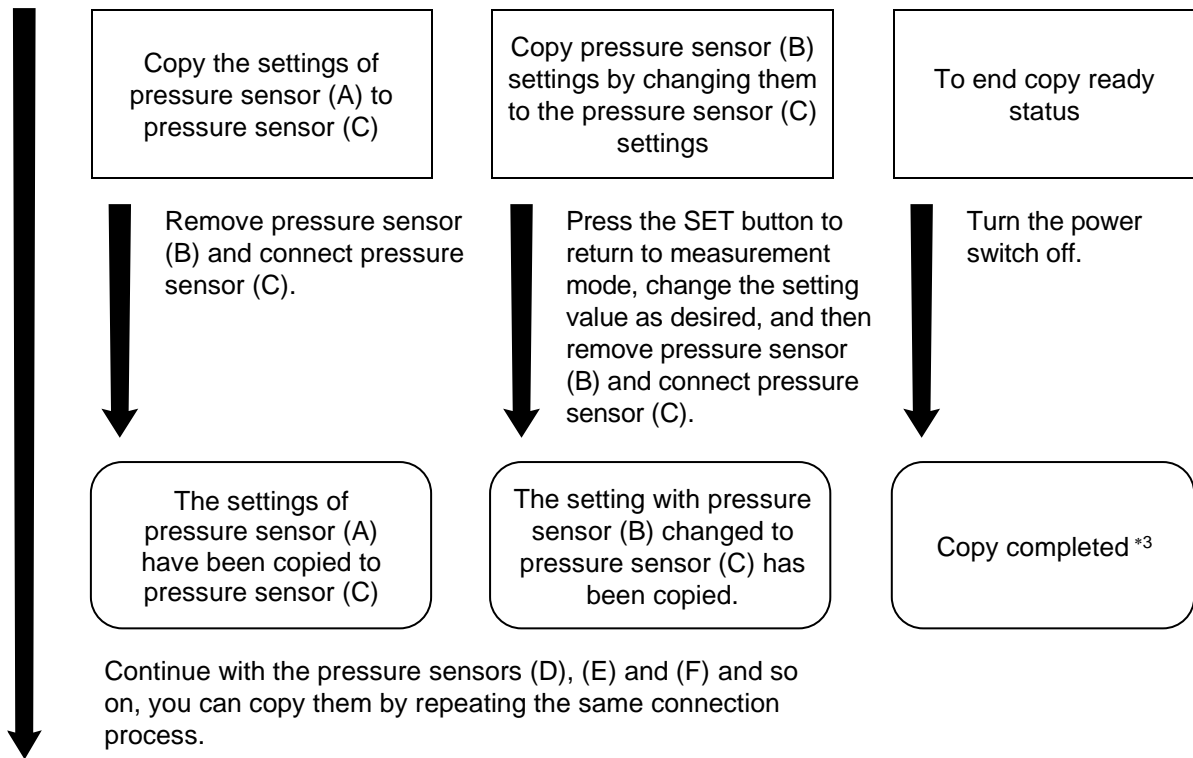 Copy the settings of
pressure sensor (A) to
pressure sensor (C)
Copy pressure sensor (B)
settings by changing them
to the pressure sensor (C)
settings
To end copy ready
status
Remove pressure sensor
(B) and connect pressure
sensor (C).
Press the SET button to
return to measurement
mode, change the setting
value as desired, and then
remove pressure sensor
(B) and connect pressure
sensor (C).
Turn the power
switch off.
The settings of
pressure sensor (A)
have been copied to
pressure sensor (C)
The setting with pressure
sensor (B) changed to
pressure sensor (C) has
been copied.
Copy completed *3
Continue with the pressure sensors (D), (E) and (F) and so
on, you can copy them by repeating the same connection
process.